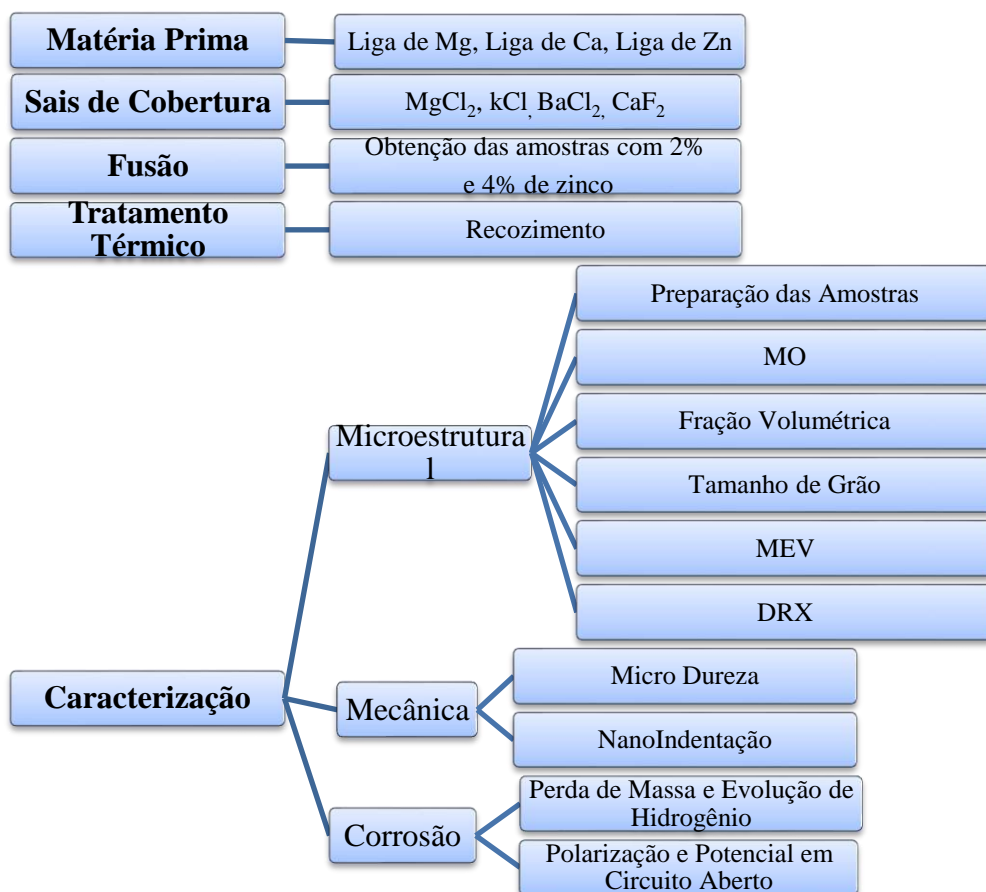 Matéria Prima
Liga de Mg, Liga de Ca, Liga de Zn
Sais de Cobertura
MgCl2, kCl, BaCl2, CaF2
Fusão
Obtenção das amostras com 2%
e 4% de zinco
Tratamento
Térmico
Recozimento
Caracterização
Microestrutura
l
Preparação das Amostras
MO
Fração Volumétrica
Tamanho de Grão
MEV
DRX
Mecânica
Micro Dureza
NanoIndentação
Corrosão
Perda de Massa e Evolução de
Hidrogênio
Polarização e Potencial em
Circuito Aberto